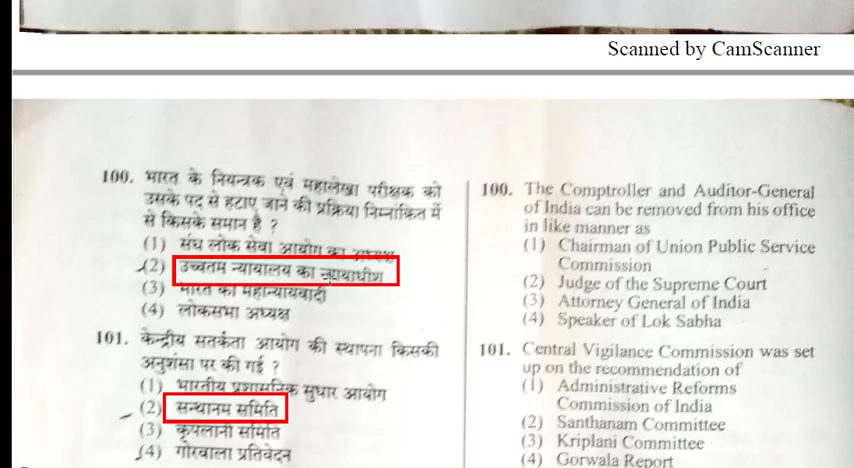 Scanned by CamScanner
100. भारत के नियन्त्रक एवं महालेखा परीक्षक को
उसके पद से हटाए जाने की प्रक्रिया निम्नांकित में
से किसके समान है ?
(1) संघ लोक सेवा आयोग का अध्यक्ष
(2) उच्चतम न्यायालय का न्यायाधीश
(3) भारत का महान्यायवादी
(4) लोकसभा अध्यक्ष
101. केन्द्रीय सतर्कता आयोग की स्थापना किसकी
अनुशंसा पर की गई ?
(1) भारतीय प्रशासनिक सुधार आयोग
(2) सन्थानम समिति
(3) कृपलानी समिति
(4) गोरवाला प्रतिवेदन
100. The Comptroller and Auditor-General
of India can be removed from his office
in like manner as
(1) Chairman of Union Public Service
Commission
(2) Judge of the Supreme Court
(3) Attorney General of India
(4) Speaker of Lok Sabha
101. Central Vigilance Commission was set
up on the recommendation of
(1) Administrative Reforms
Commission of India
(2) Santhanam Committee
(3) Kriplani Committee
(4) Gorwala Report